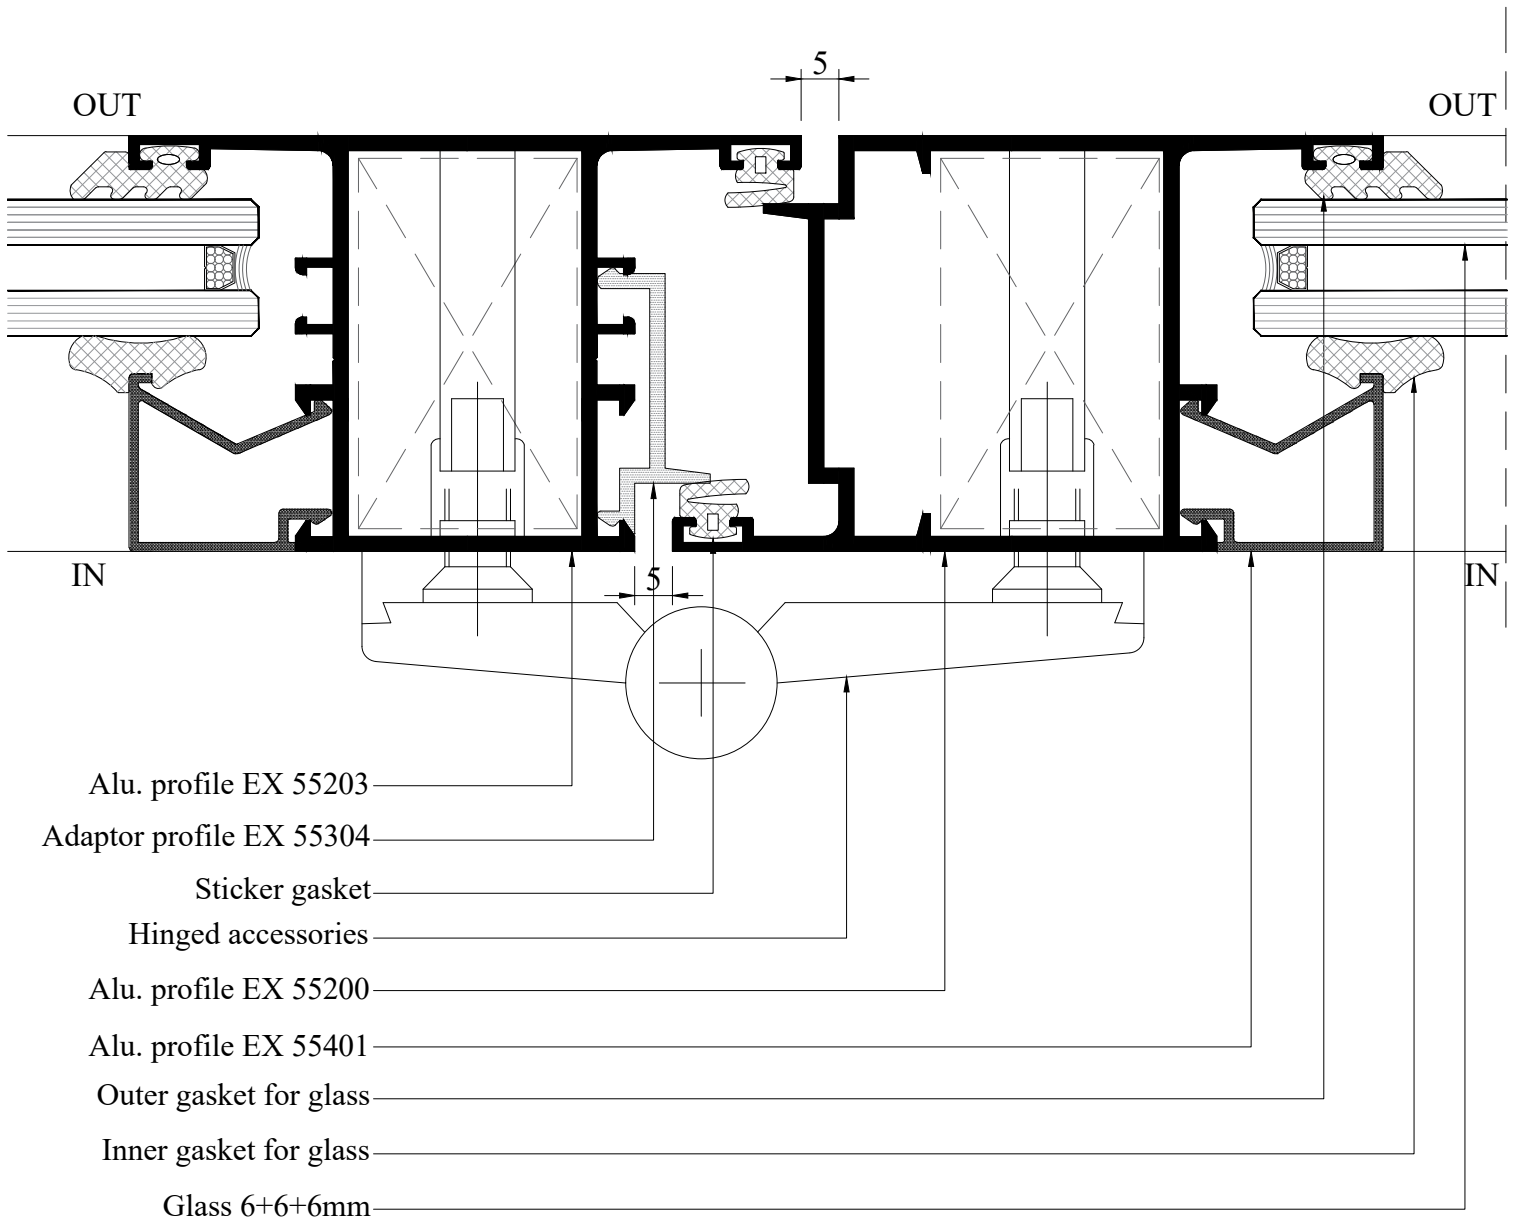 5
OUT
OUT
IN
5
IN
Alu. profile EX 55203
Adaptor profile EX 55304
Sticker gasket
Hinged accessories
Alu. profile EX 55200
Alu. profile EX 55401
Outer gasket for glass
Inner gasket for glass
Glass 6+6+6mm